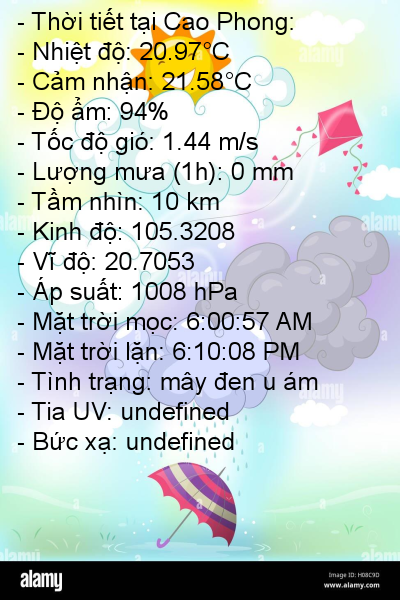 - Thời tiết tại Cao Phong:
- Nhiệt độ: 20.97°C
- Cảm nhận: 21.58°C
- Độ ẩm: 94%
- Tốc độ gió: 1.44 m/s
- Lượng mưa (1h): 0 mm
- Tầm nhìn: 10 km
- Kinh độ: 105.3208
- Vĩ độ: 20.7053
- Áp suất: 1008 hPa
- Mặt trời mọc: 6:00:57 AM
- Mặt trời lặn: 6:10:08 PM
- Tình trạng: mây đen u ám
- Tia UV: undefined
- Bức xạ: undefined
alamy
Image ID: H08C9D
www.alamy.com